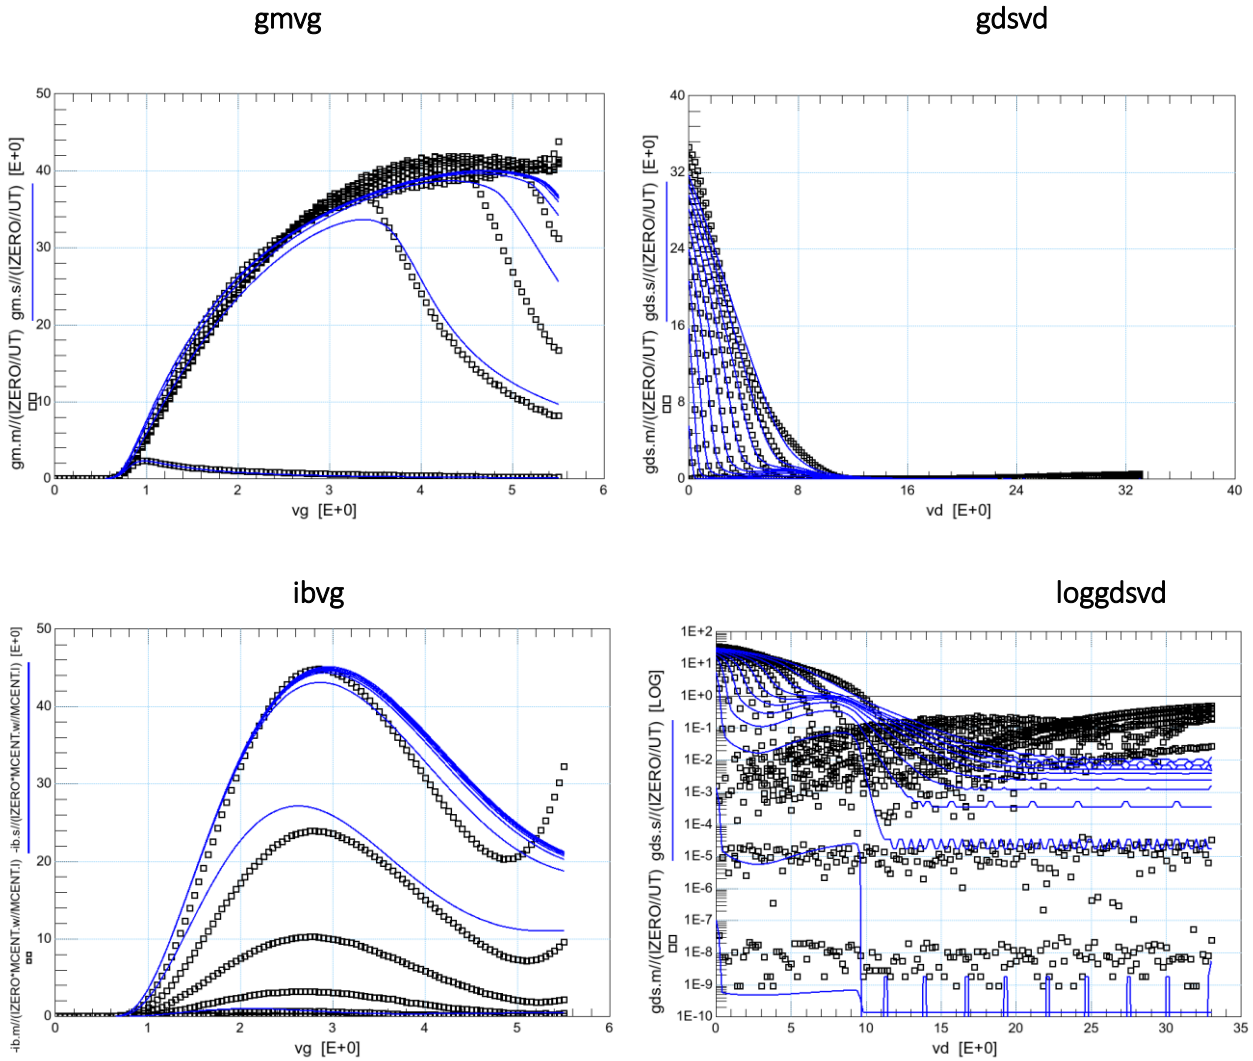 gmvg
gm.m//(IZERO//UT) gm.s//(IZERO//UT) [E+0]
50
40
30
20
10
0
0 1 2 3 4 5 6
vg [E+0]
gdsvd
gds.m//(IZERO//UT) gds.s//(IZERO//UT) [E+0]
40
32
24
16
8
0
0 8 16 24 32 40
vd [E+0]
ibvg
-ib.m//(IZERO*MCENT.w//MCENT.l) -ib.s//(IZERO*MCENT.w//MCENT.l) [E+0]
50
40
30
20
10
0
0 1 2 3 4 5 6
vg [E+0]
loggdsvd
gds.m//(IZERO//UT) gds.s//(IZERO//UT) [LOG]
1E+2
1E+1
1E+0
1E-1
1E-2
1E-3
1E-4
1E-5
1E-6
1E-7
1E-8
1E-9
1E-10
0 5 10 15 20 25 30 35
vd [E+0]